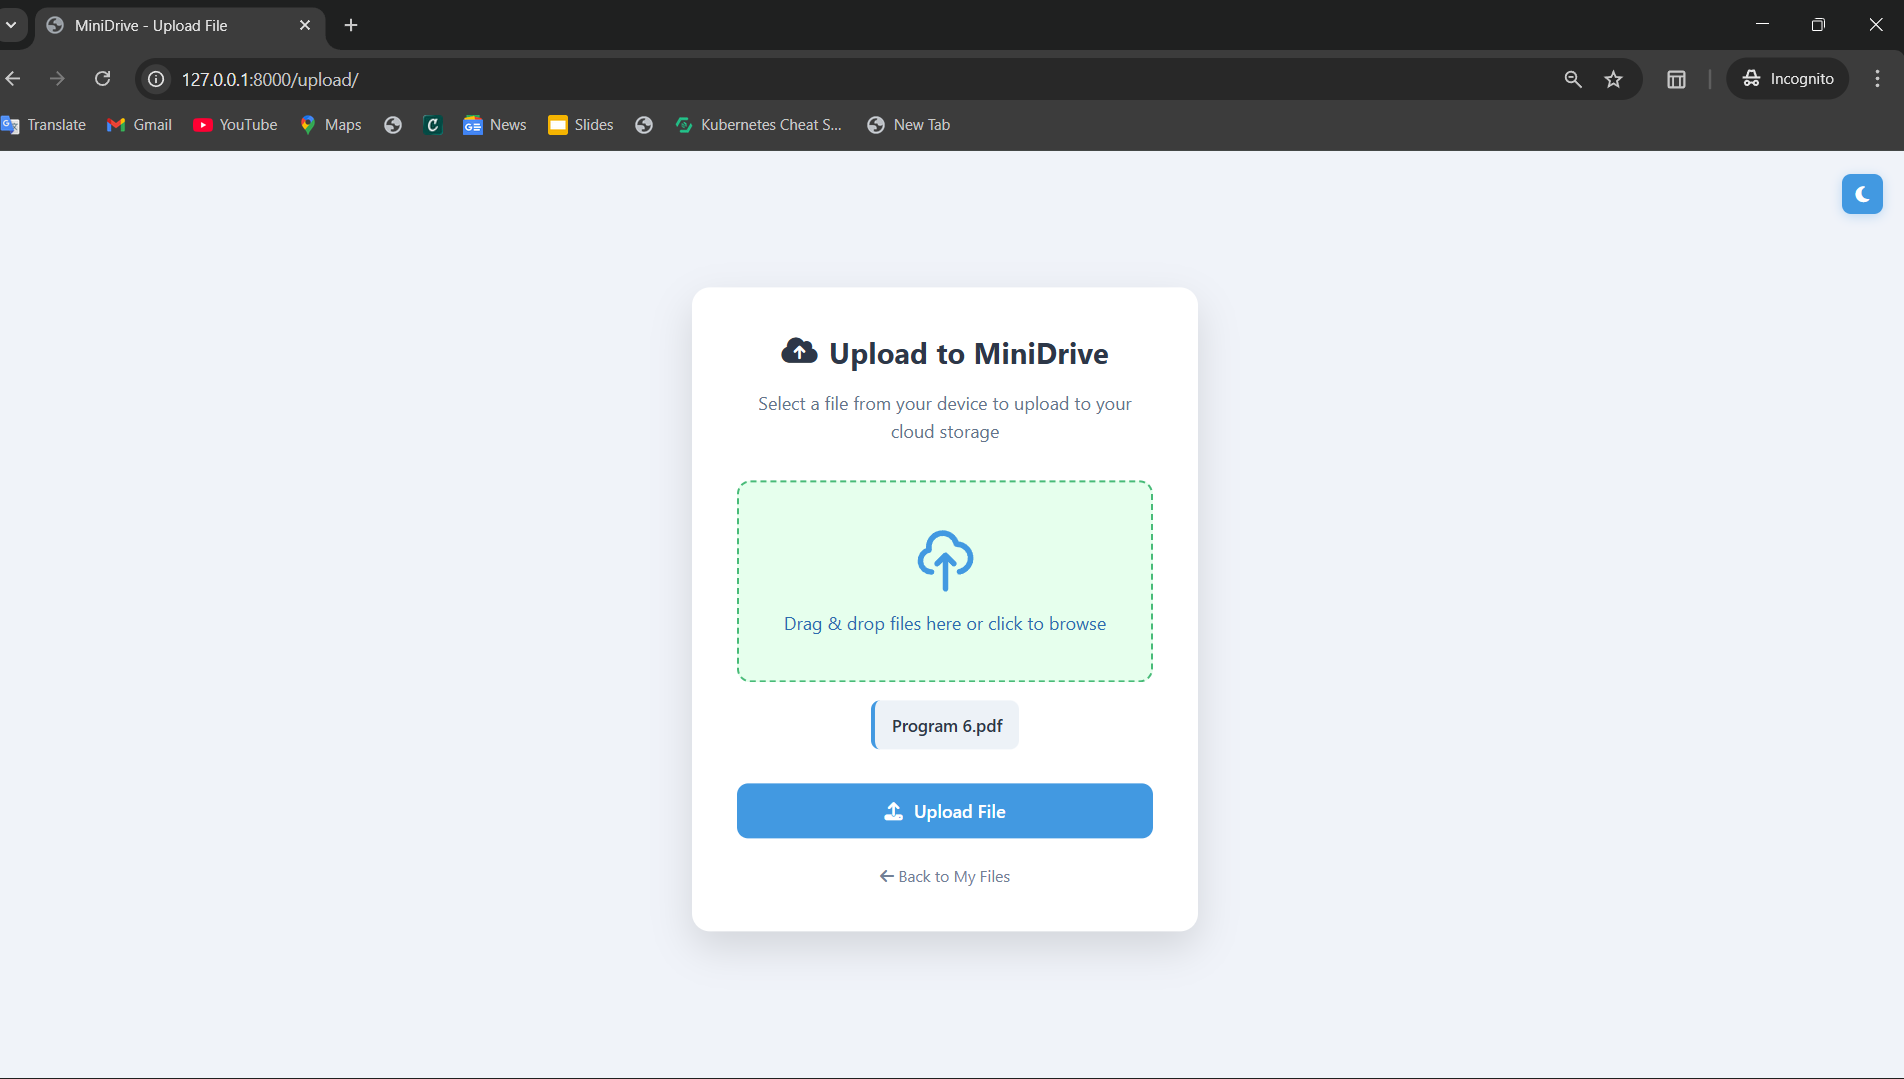 MiniDrive - Upload File
127.0.0.1:8000/upload/
Incognito
Translate
Gmail
YouTube
Maps
News
Slides
Kubernetes Cheat S...
New Tab
Upload to MiniDrive
Select a file from your device to upload to your
cloud storage
Drag & drop files here or click to browse
Program 6.pdf
Upload File
Back to My Files